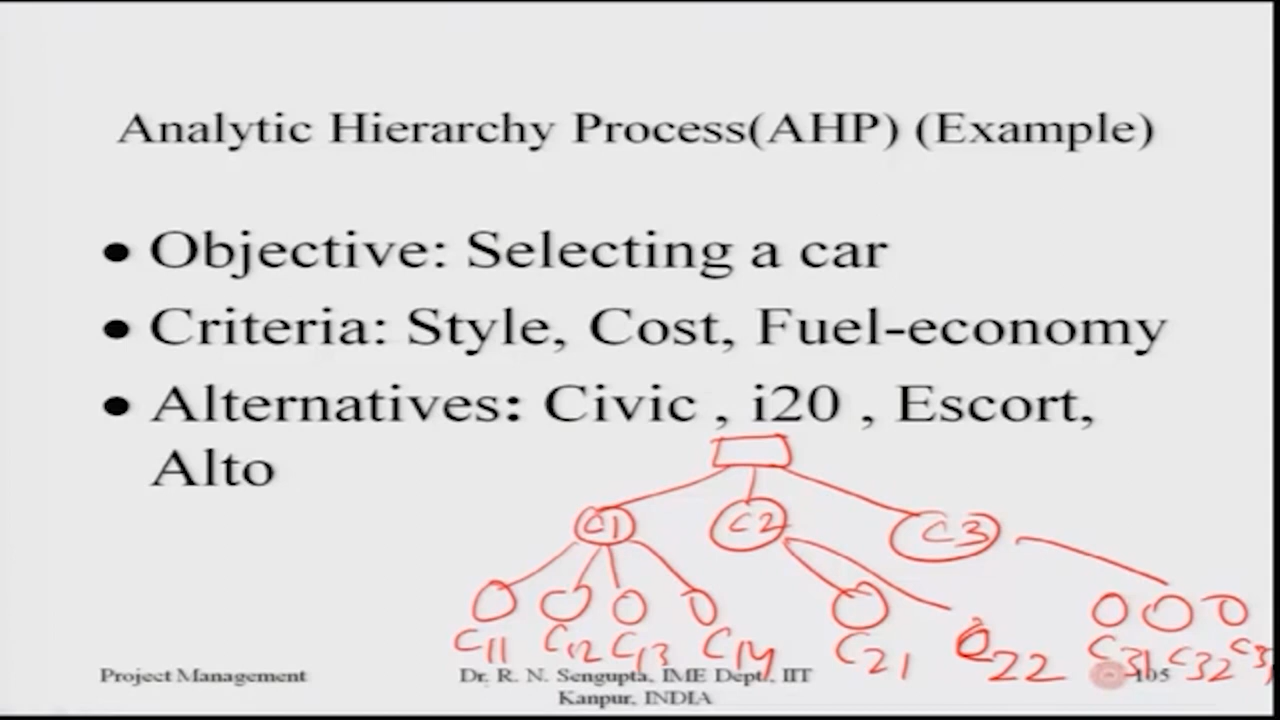 Analytic Hierarchy Process(AHP) (Example)
● Objective: Selecting a car
● Criteria: Style, Cost, Fuel-economy
● Alternatives: Civic , i20 , Escort,
Alto
C1 C2 C3
C11 C12 C13 C14 C21 C22 C31 C32 C3
Project Management Dr. R. N. Sengupta, IME Dept., IIT 105
Kanpur, INDIA